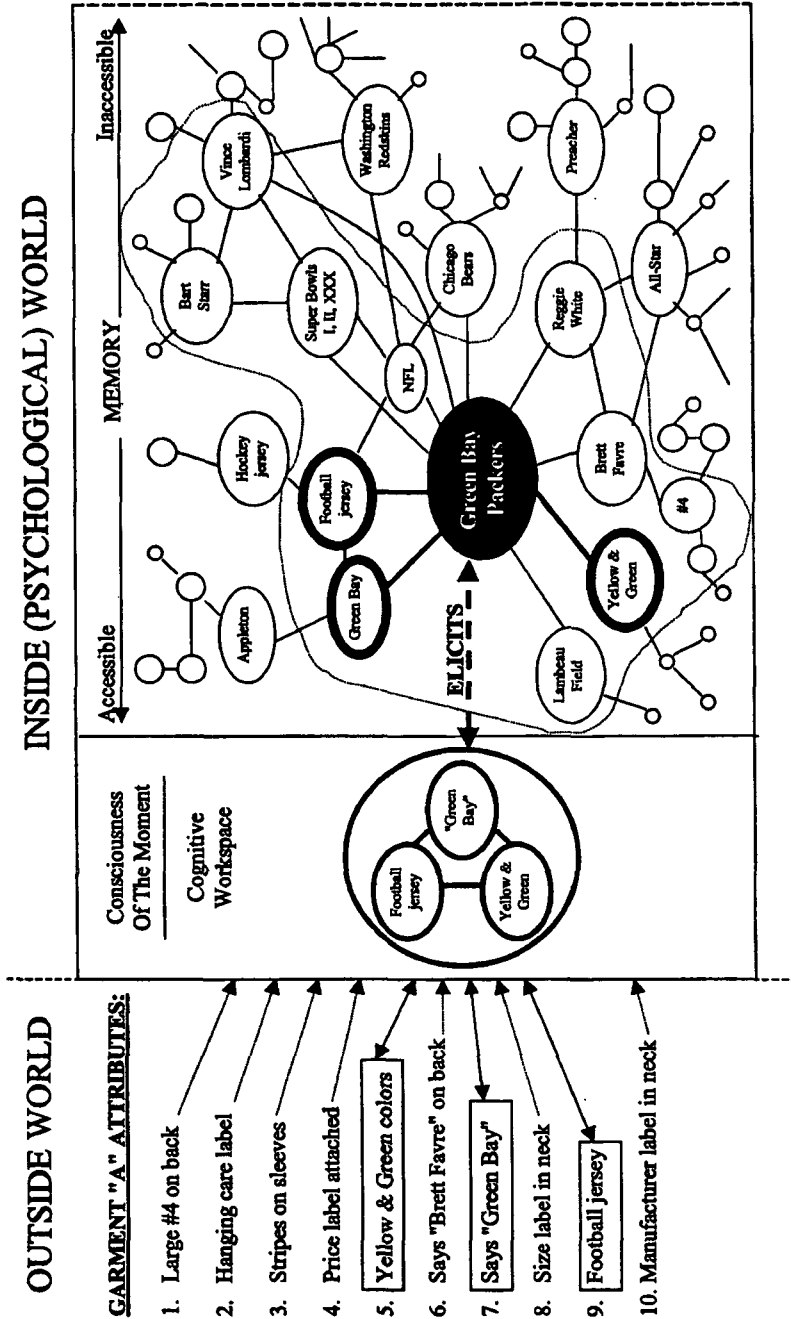 OUTSIDE WORLD
GARMENT "A" ATTRIBUTES:
1. Large #4 on back
2. Hanging care label
3. Stripes on sleeves
4. Price label attached
5. Yellow & Green colors
6. Says "Brett Favre" on back
7. Says "Green Bay"
8. Size label in neck
9. Football jersey
10. Manufacturer label in neck
INSIDE (PSYCHOLOGICAL) WORLD
Consciousness
Of The Moment
Cognitive
Workspace
Football
jersey
"Green
Bay"
Yellow &
Green
ELICITS
Accessible
MEMORY
Inaccessible
Appleton
Hockey
jersey
Bart
Starr
Vince
Lombardi
Green Bay
Football
jersey
Super Bowls
I, II, XXX
NFL
Washington
Redskins
Chicago
Bears
Green Bay
Packers
Lambeau
Field
Yellow &
Green
Brett
Favre
#4
Reggie
White
All-Star
Preacher